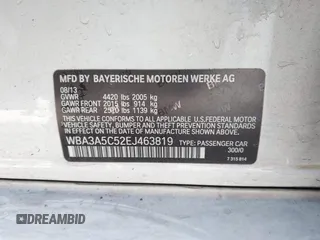 MFD BY BAYERISCHE MOTOREN WERKE AG
08/13
GVWR 4420 lbs 2005 kg
GAWR FRONT 2015 lbs 914 kg
GAWR REAR 2510 lbs 1139 kg
THIS VEHICLE CONFORMS TO ALL APPLICABLE U.S. FEDERAL MOTOR
VEHICLE SAFETY, BUMPER, AND THEFT PREVENTION STANDARDS
IN EFFECT ON THE DATE OF MANUFACTURE SHOWN ABOVE.
WBA3A5C52EJ463819 TYPE: PASSENGER CAR
300/0
7 315 814
DREAMBID